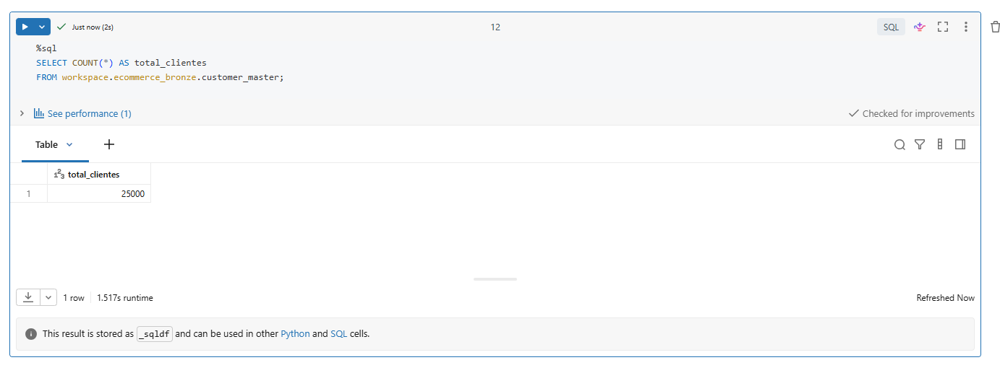 Just now (2s)
12
SQL
%sql
SELECT COUNT(*) AS total_clientes
FROM workspace.ecommerce_bronze.customer_master;
See performance (1)
Checked for improvements
Table
123 total_clientes
1 25000
1 row
1.517s runtime
Refreshed Now
This result is stored as _sqldf and can be used in other Python and SQL cells.